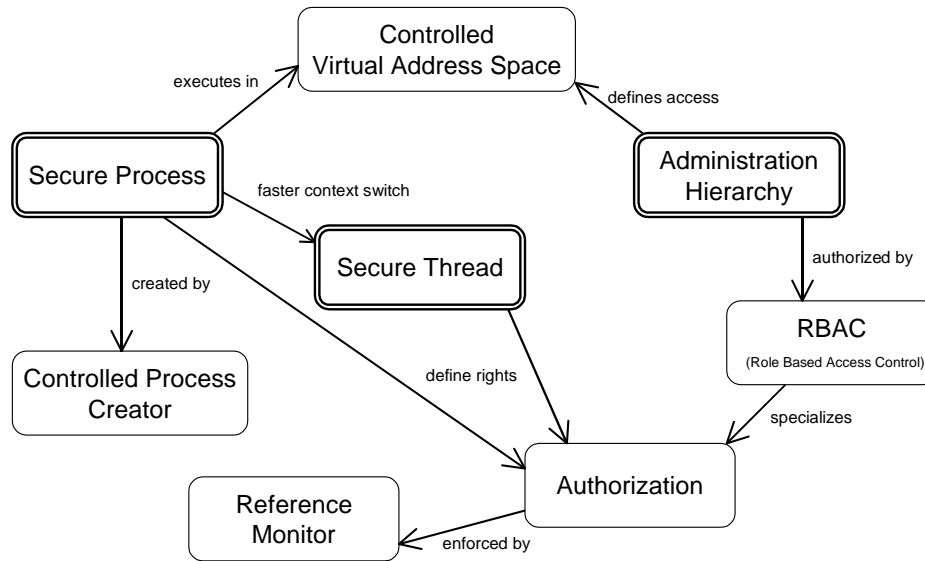 Controlled
Virtual Address Space
executes in
defines access
Secure Process
Administration
Hierarchy
faster context switch
Secure Thread
authorized by
created by
RBAC
(Role Based Access Control)
Controlled Process
Creator
define rights
specializes
Authorization
Reference
Monitor
enforced by